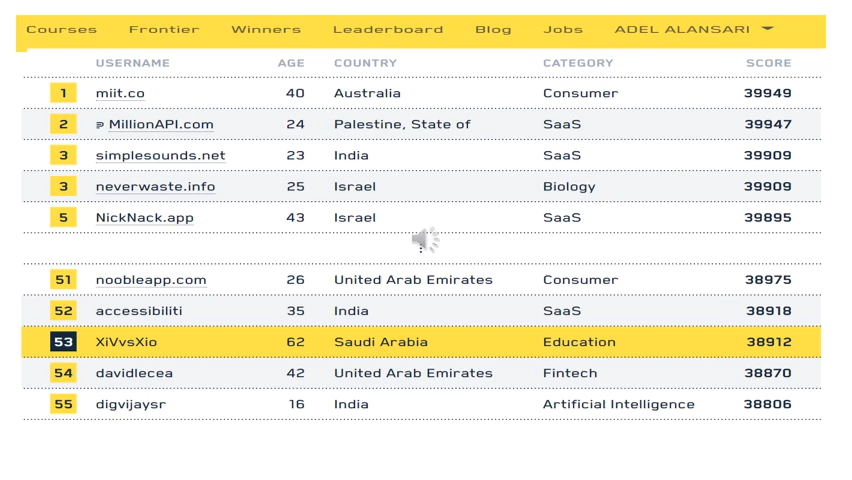 Courses Frontier Winners Leaderboard Blog Jobs ADEL ALANSARI
USERNAME AGE COUNTRY CATEGORY SCORE
1 miit.co 40 Australia Consumer 39949
2 MillionAPI.com 24 Palestine, State of SaaS 39947
3 simplesounds.net 23 India SaaS 39909
3 neverwaste.info 25 Israel Biology 39909
5 NickNack.app 43 Israel SaaS 39895
51 noobleapp.com 26 United Arab Emirates Consumer 38975
52 accessibiliti 35 India SaaS 38918
53 XiVvsXio 62 Saudi Arabia Education 38912
54 davidlecea 42 United Arab Emirates Fintech 38870
55 digvijaysr 16 India Artificial Intelligence 38806